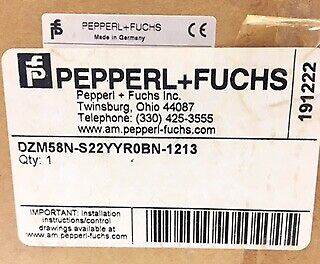 PEPPERL+FUCHS
Made in Germany
CE
PEPPERL+FUCHS
Pepperl + Fuchs Inc.
Twinsburg, Ohio 44087
Telephone: (330) 425-3555
www.am.pepperl-fuchs.com
191222
DZM58N-S22YYR0BN-1213
Qty: 1
IMPORTANT: Installation
instructions/control
drawings available at
www.am.pepperl-fuchs.com